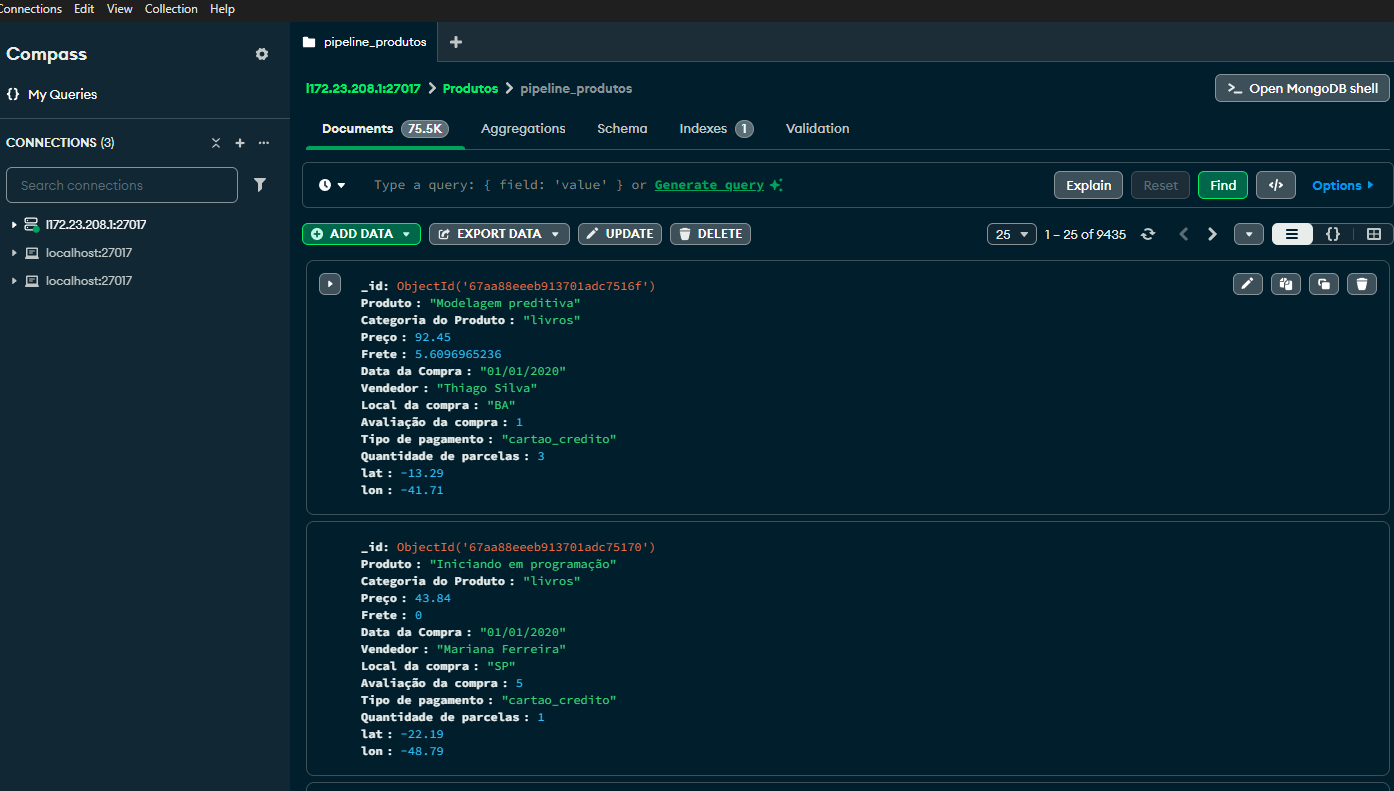 Connections Edit View Collection Help
Compass
{} My Queries
CONNECTIONS (3)
Search connections
l172.23.208.1:27017
localhost:27017
localhost:27017
pipeline_produtos
l172.23.208.1:27017 > Produtos > pipeline_produtos
>_ Open MongoDB shell
Documents 75.5K Aggregations Schema Indexes 1 Validation
Type a query: { field: 'value' } or Generate query
Explain Reset Find </> Options
ADD DATA EXPORT DATA UPDATE DELETE
25 1 – 25 of 9435 {}
_id: ObjectId('67aa88eeeb913701adc7516f')
Produto : "Modelagem preditiva"
Categoria do Produto : "livros"
Preço : 92.45
Frete : 5.6096965236
Data da Compra : "01/01/2020"
Vendedor : "Thiago Silva"
Local da compra : "BA"
Avaliação da compra : 1
Tipo de pagamento : "cartao_credito"
Quantidade de parcelas : 3
lat : -13.29
lon : -41.71
_id: ObjectId('67aa88eeeb913701adc75170')
Produto : "Iniciando em programação"
Categoria do Produto : "livros"
Preço : 43.84
Frete : 0
Data da Compra : "01/01/2020"
Vendedor : "Mariana Ferreira"
Local da compra : "SP"
Avaliação da compra : 5
Tipo de pagamento : "cartao_credito"
Quantidade de parcelas : 1
lat : -22.19
lon : -48.79